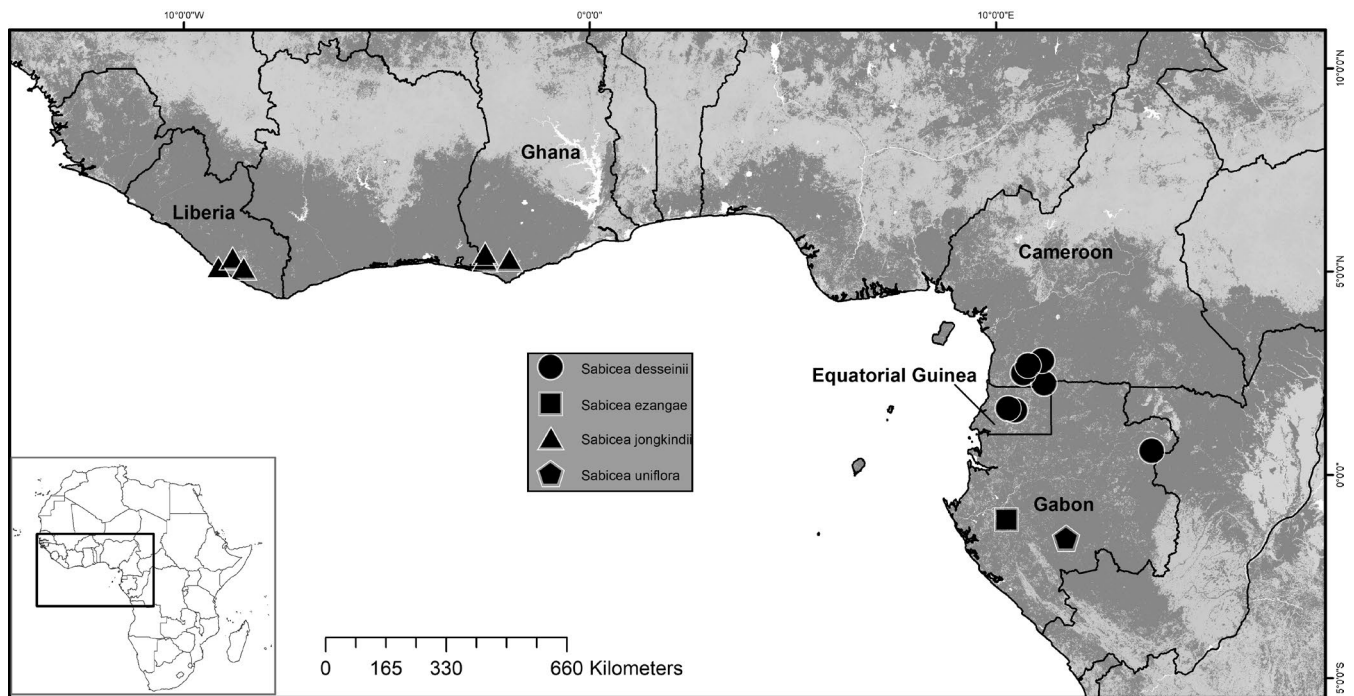 10°0'0"W
0°0'0"
10°0'0"E
10°0'0"N
Ghana
Liberia
Cameroon
5°0'0"N
Equatorial Guinea
Sabicea desseinii
Sabicea ezangae
Sabicea jongkindii
Sabicea uniflora
0°0'0"
Gabon
0 165 330 660 Kilometers
5°0'0"S